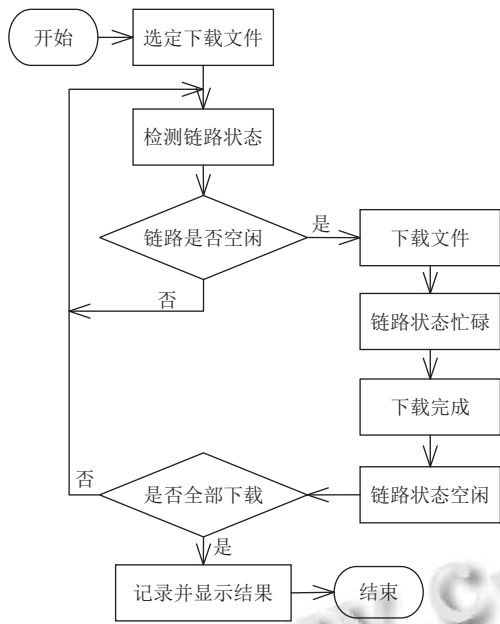 开始
选定下载文件
检测链路状态
链路是否空闲
是
下载文件
否
链路状态忙碌
下载完成
否
是否全部下载
链路状态空闲
是
记录并显示结果
结束